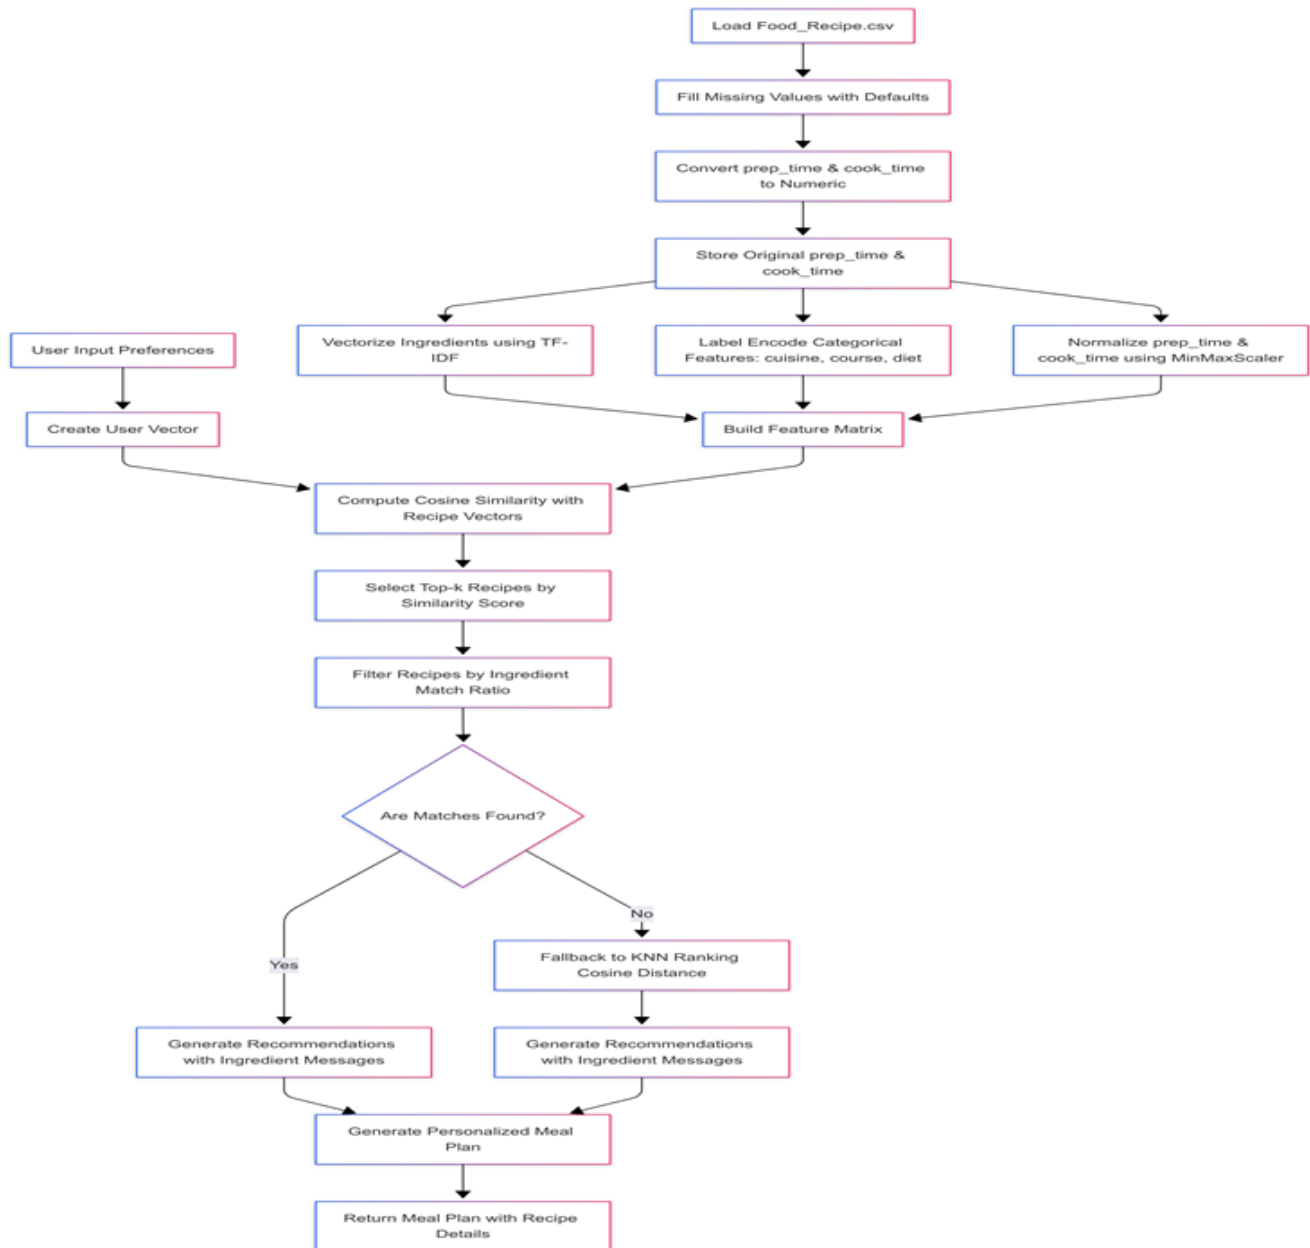 Load Food_Recipe.csv
Fill Missing Values with Defaults
Convert prep_time & cook_time
to Numeric
Store Original prep_time &
cook_time
User Input Preferences
Vectorize Ingredients using TF-
IDF
Label Encode Categorical
Features: cuisine, course, diet
Normalize prep_time &
cook_time using MinMaxScaler
Create User Vector
Build Feature Matrix
Compute Cosine Similarity with
Recipe Vectors
Select Top-k Recipes by
Similarity Score
Filter Recipes by Ingredient
Match Ratio
Are Matches Found?
No
Yes
Fallback to KNN Ranking
Cosine Distance
Generate Recommendations
with Ingredient Messages
Generate Recommendations
with Ingredient Messages
Generate Personalized Meal
Plan
Return Meal Plan with Recipe
Details